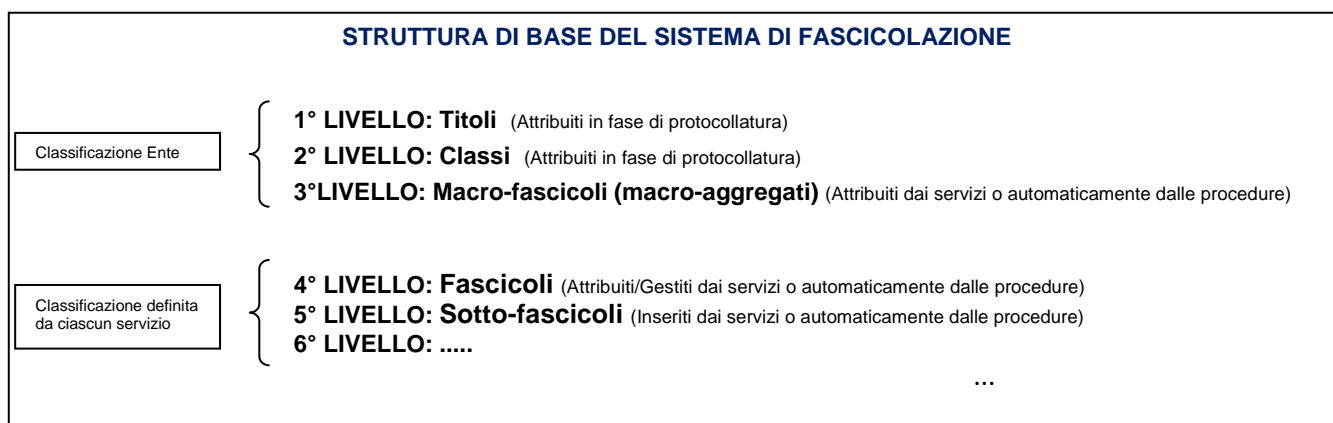 STRUTTURA DI BASE DEL SISTEMA DI FASCICOLAZIONE
Classificazione Ente
1° LIVELLO: Titoli (Attribuiti in fase di protocollatura)
2° LIVELLO: Classi (Attribuiti in fase di protocollatura)
3°LIVELLO: Macro-fascicoli (macro-aggregati) (Attribuiti dai servizi o automaticamente dalle procedure)
Classificazione definita
da ciascun servizio
4° LIVELLO: Fascicoli (Attribuiti/Gestiti dai servizi o automaticamente dalle procedure)
5° LIVELLO: Sotto-fascicoli (Inseriti dai servizi o automaticamente dalle procedure)
6° LIVELLO: .....
...